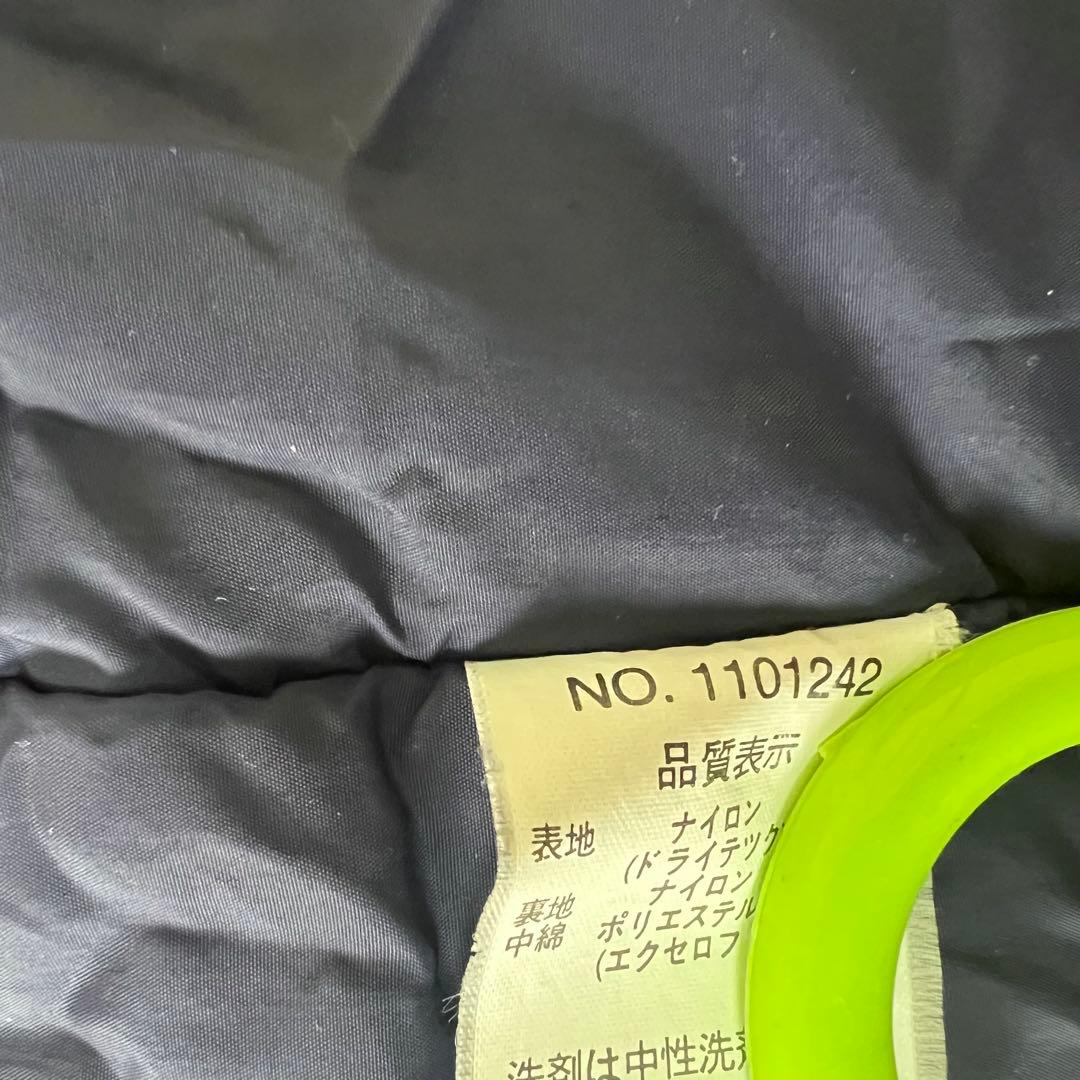 NO. 1101242
品質表示
表地 ナイロン
(ドライテック
裏地 ナイロン
中綿 ポリエステル
(エクセロフ
洗剤は中性洗剤